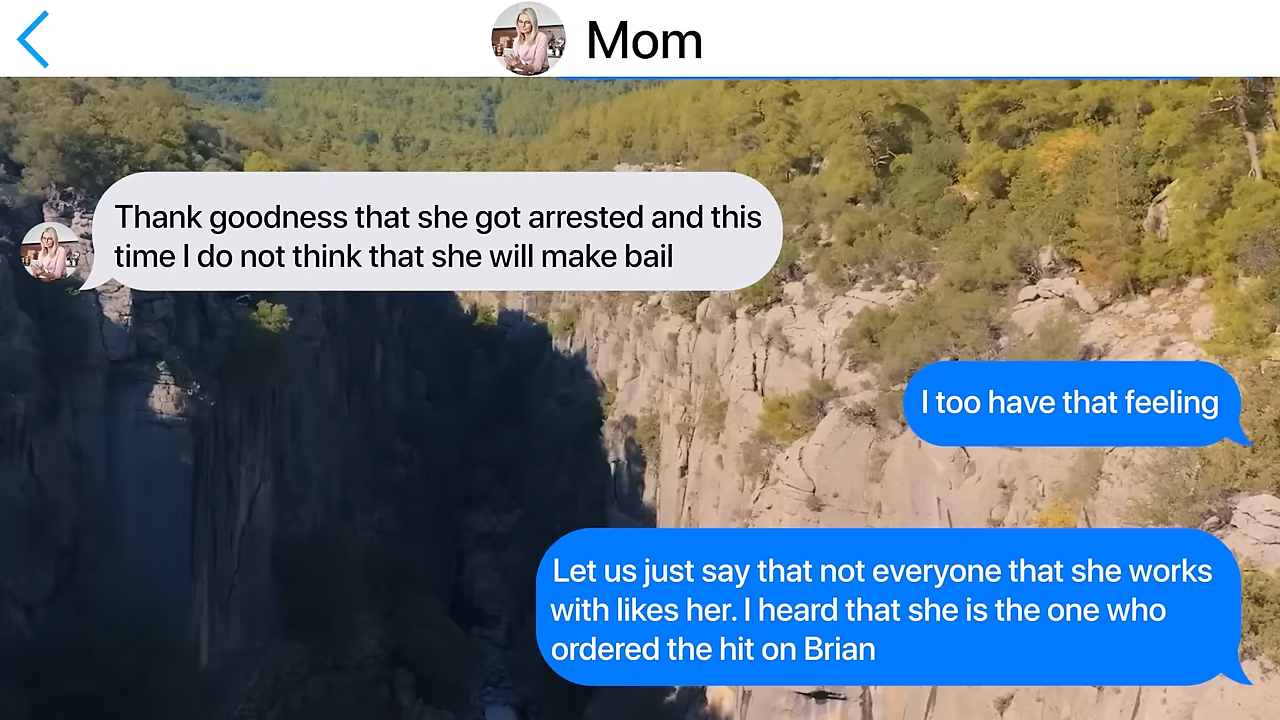 Mom
Thank goodness that she got arrested and this
time I do not think that she will make bail
I too have that feeling
Let us just say that not everyone that she works
with likes her. I heard that she is the one who
ordered the hit on Brian